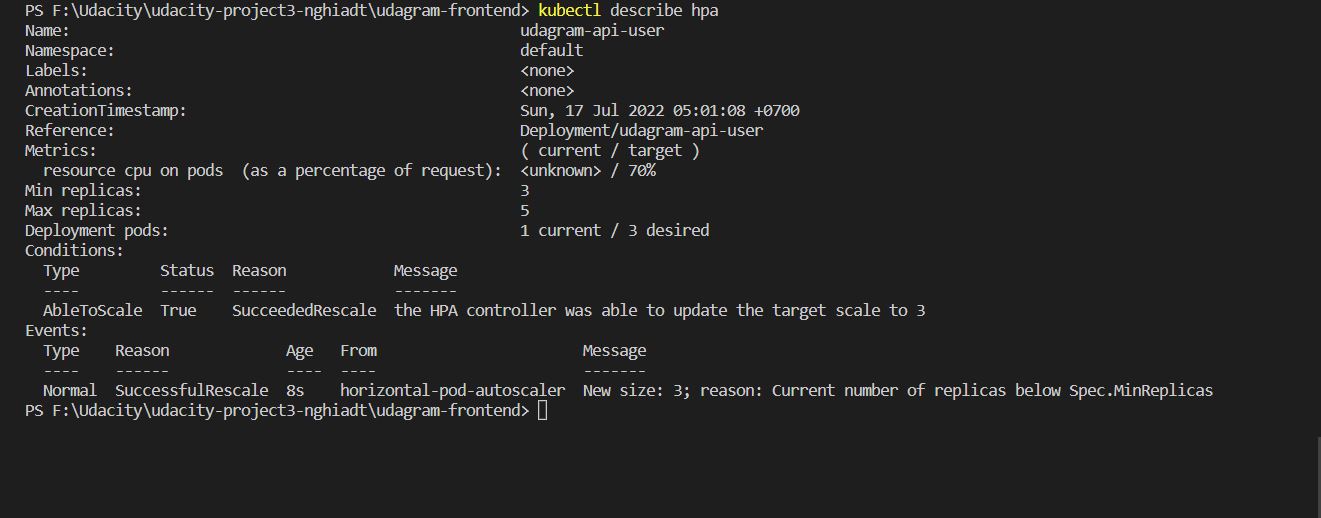 PS F:\Udacity\udacity-project3-nghiadt\udagram-frontend> kubectl describe hpa
Name:                                                  udagram-api-user
Namespace:                                             default
Labels:                                                <none>
Annotations:                                           <none>
CreationTimestamp:                                     Sun, 17 Jul 2022 05:01:08 +0700
Reference:                                             Deployment/udagram-api-user
Metrics:                                               ( current / target )
  resource cpu on pods  (as a percentage of request):  <unknown> / 70%
Min replicas:                                          3
Max replicas:                                          5
Deployment pods:                                       1 current / 3 desired
Conditions:
  Type         Status  Reason            Message
  ----         ------  ------            -------
  AbleToScale  True    SucceededRescale  the HPA controller was able to update the target scale to 3
Events:
  Type    Reason             Age   From                       Message
  ----    ------             ----  ----                       -------
  Normal  SuccessfulRescale  8s    horizontal-pod-autoscaler  New size: 3; reason: Current number of replicas below Spec.MinReplicas
PS F:\Udacity\udacity-project3-nghiadt\udagram-frontend>